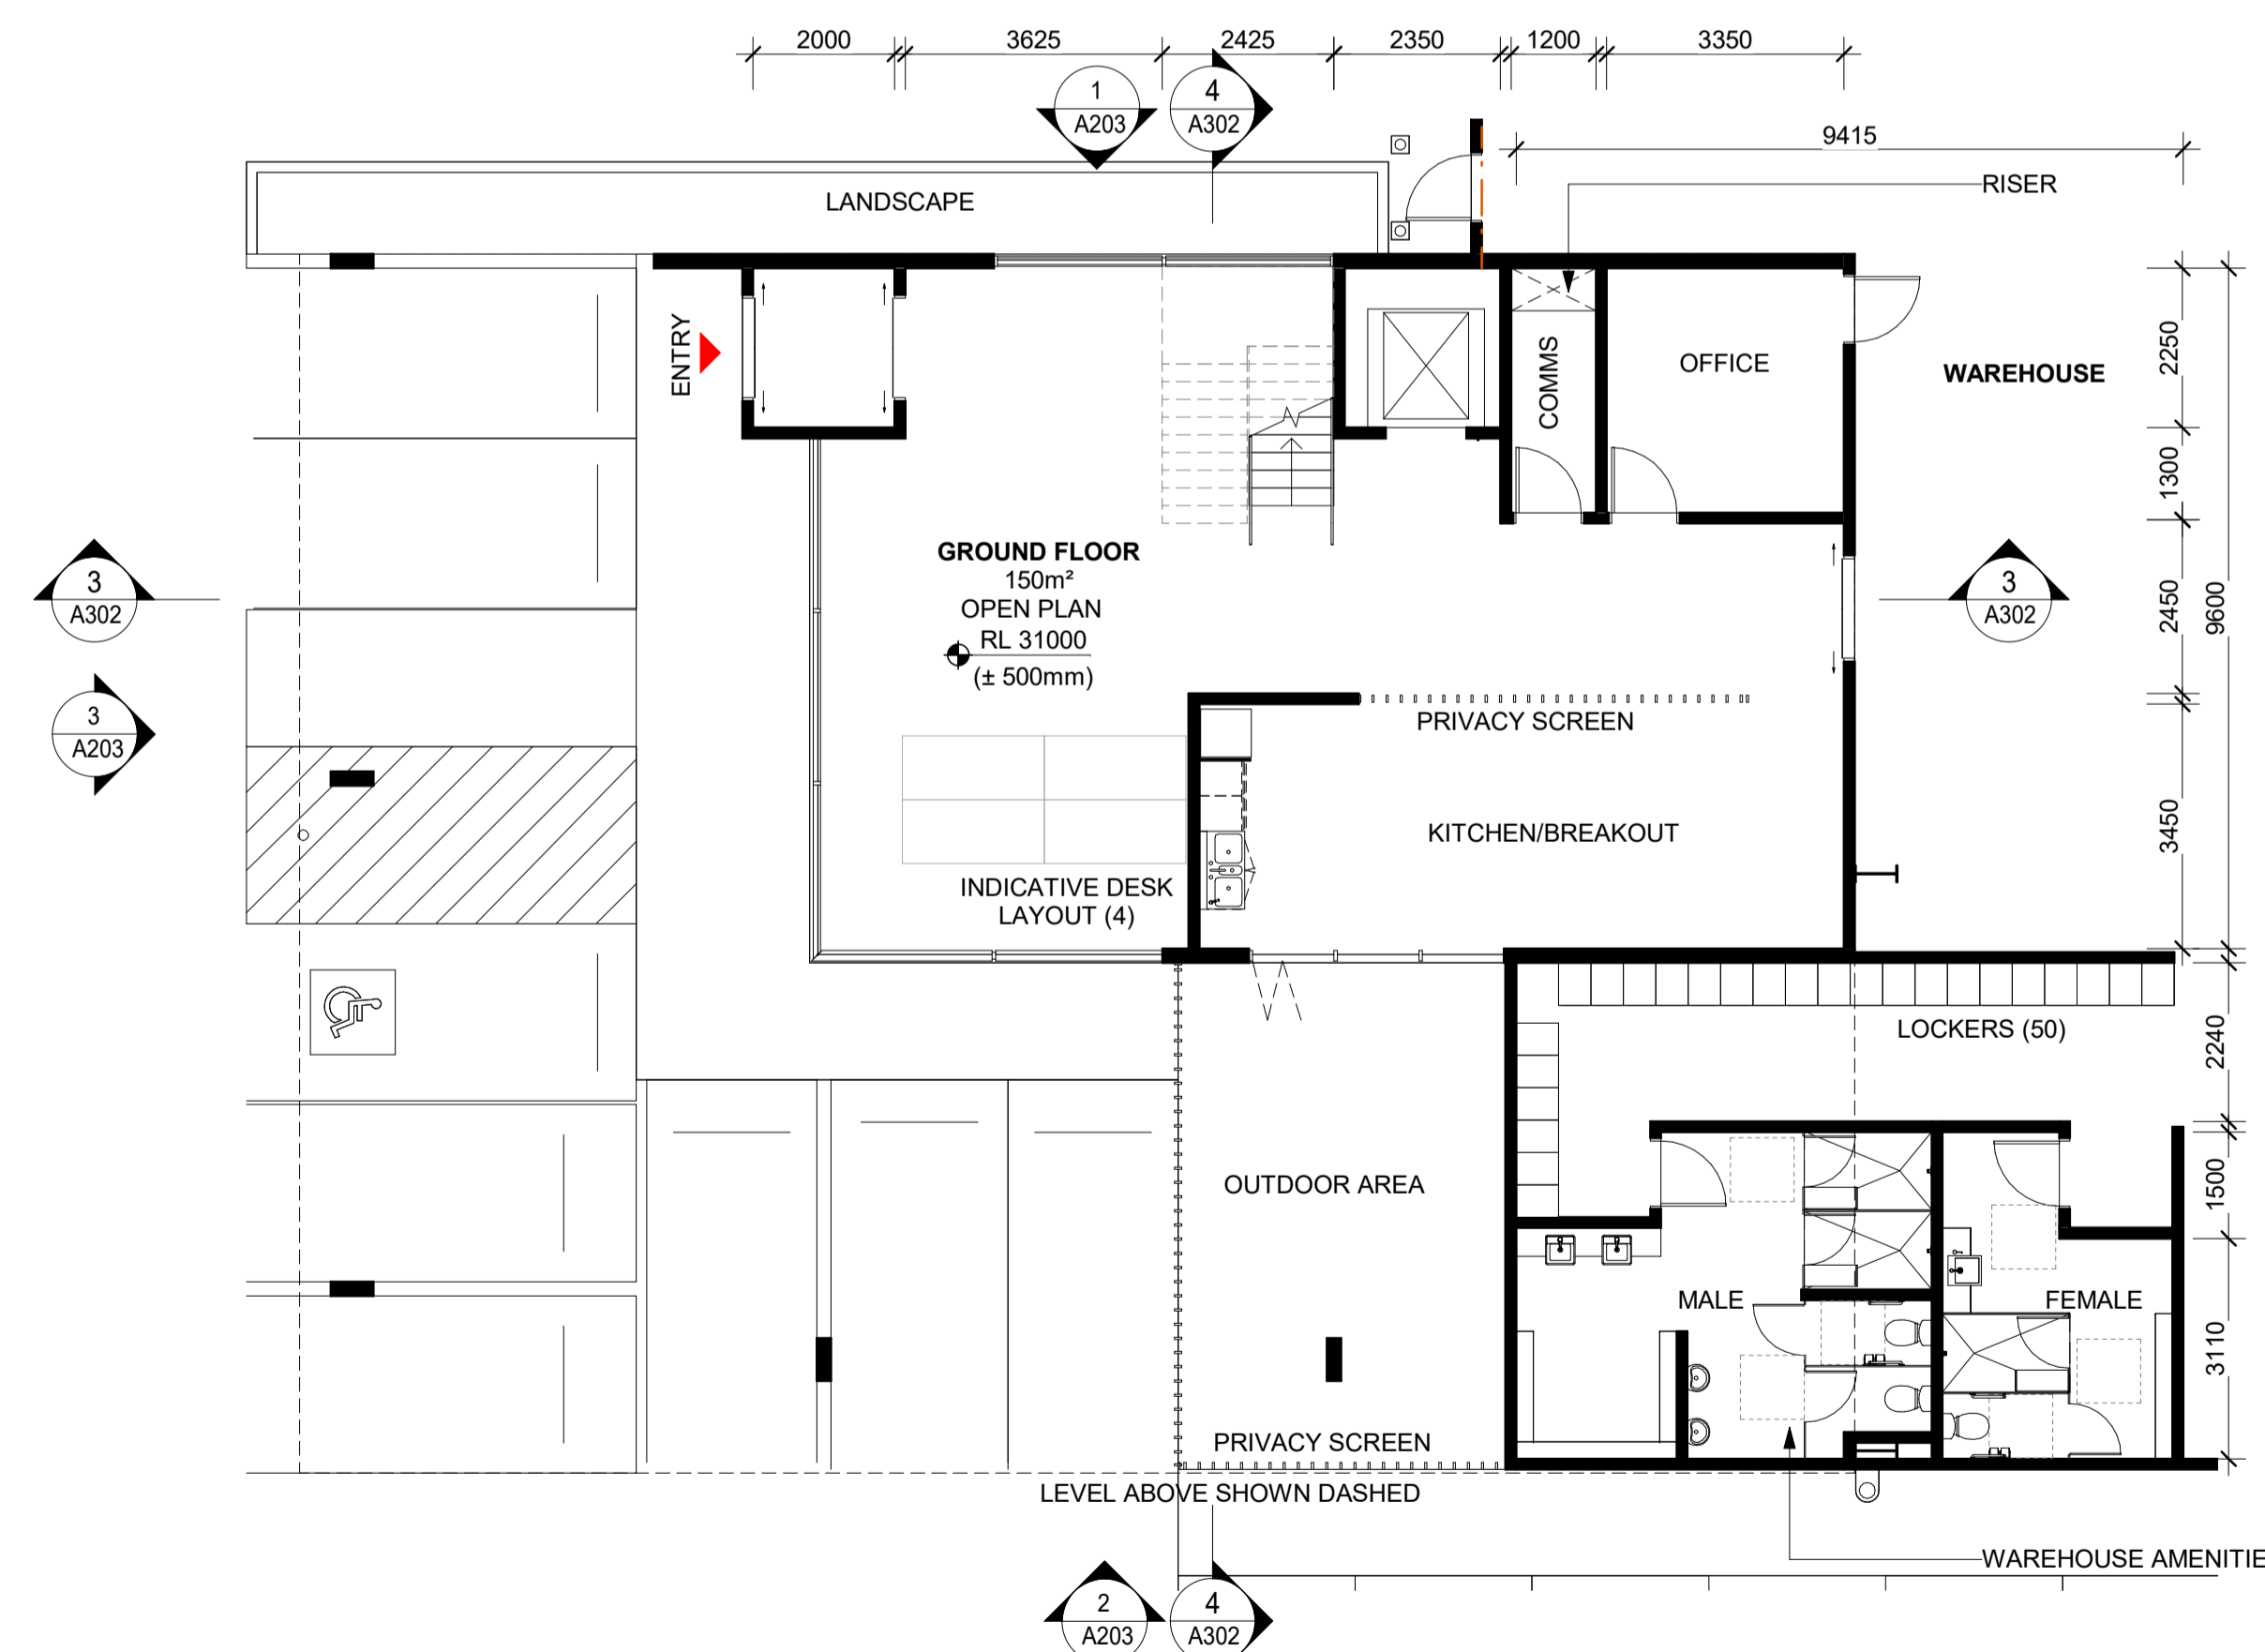 2000
3625
2425
2350
1200
3350
1
A203
4
A302
9415
RISER
LANDSCAPE
ENTRY
COMMS
OFFICE
WAREHOUSE
2250
1300
2450
9600
3450
GROUND FLOOR
150m²
OPEN PLAN
RL 31000
(± 500mm)
3
A302
3
A302
3
A203
PRIVACY SCREEN
KITCHEN/BREAKOUT
INDICATIVE DESK
LAYOUT (4)
LOCKERS (50)
2240
1500
3110
OUTDOOR AREA
MALE
FEMALE
PRIVACY SCREEN
LEVEL ABOVE SHOWN DASHED
WAREHOUSE AMENITIE
2
A203
4
A302